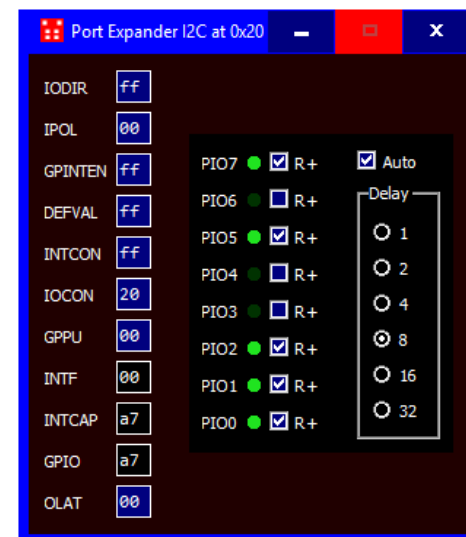 Port Expander I2C at 0x20
IODIR ff
IPOL 00
GPINTEN ff
DEFVAL ff
INTCON ff
IOCON 20
GPPU 00
INTF 00
INTCAP a7
GPIO a7
OLAT 00
PIO7 R+
PIO6 R+
PIO5 R+
PIO4 R+
PIO3 R+
PIO2 R+
PIO1 R+
PIO0 R+
Auto
Delay
1
2
4
8
16
32